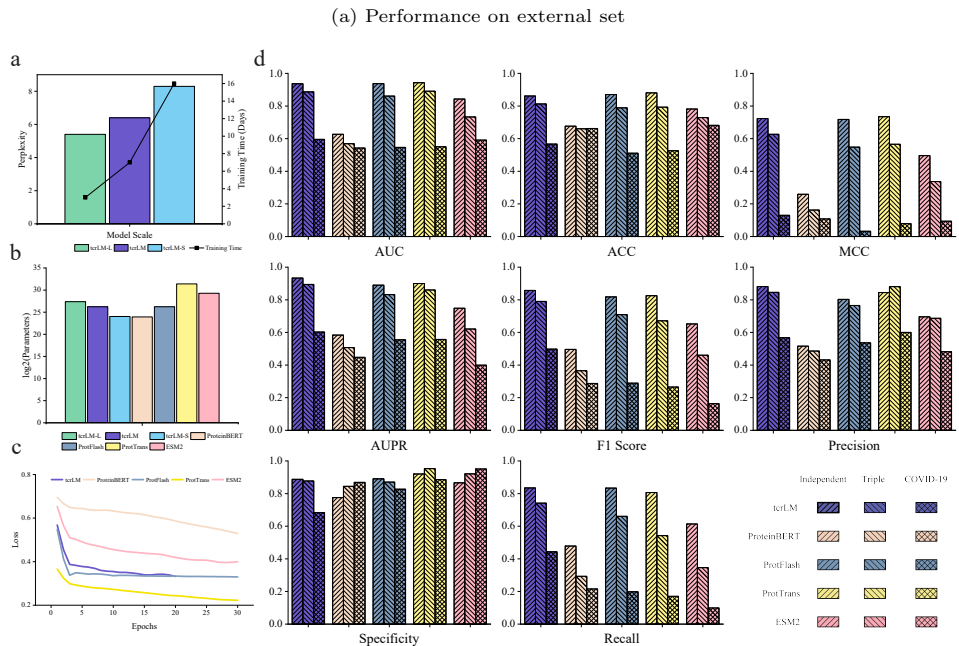 (a) Performance on external set
a
Perplexity
8
6
4
2
0
16
14
12
10
8
6
4
2
0
Training Time (Days)
Model Scale
tcrLM-L tcrLM tcrLM-S Training Time
b
log2(Parameters)
35
31
25
20
15
10
5
0
tcrLM-L tcrLM tcrLM-S ProteinBERT
ProtFlash ProtTrans ESM2
c
tcrLM ProteinBERT ProtFlash ProtTrans ESM2
Loss
0.8
0.6
0.4
0.2
0 5 10 15 20 25 30
Epochs
d
1.0
0.8
0.6
0.4
0.2
0.0
AUC
1.0
0.8
0.6
0.4
0.2
0.0
ACC
1.0
0.8
0.6
0.4
0.2
0.0
MCC
1.0
0.8
0.6
0.4
0.2
0.0
AUPR
1.0
0.8
0.6
0.4
0.2
0.0
F1 Score
1.0
0.8
0.6
0.4
0.2
0.0
Precision
1.0
0.8
0.6
0.4
0.2
0.0
Specificity
1.0
0.8
0.6
0.4
0.2
0.0
Recall
Independent Triple COVID-19
tcrLM
ProteinBERT
ProtFlash
ProtTrans
ESM2